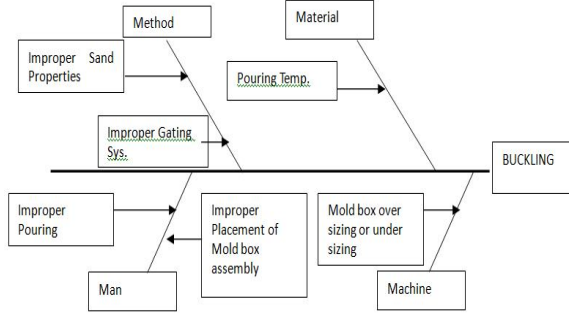 Method
Material
Improper Sand
Properties
Pouring Temp.
Improper Gating
Sys.
BUCKLING
Improper
Pouring
Improper
Placement of
Mold box
assembly
Mold box over
sizing or under
sizing
Man
Machine